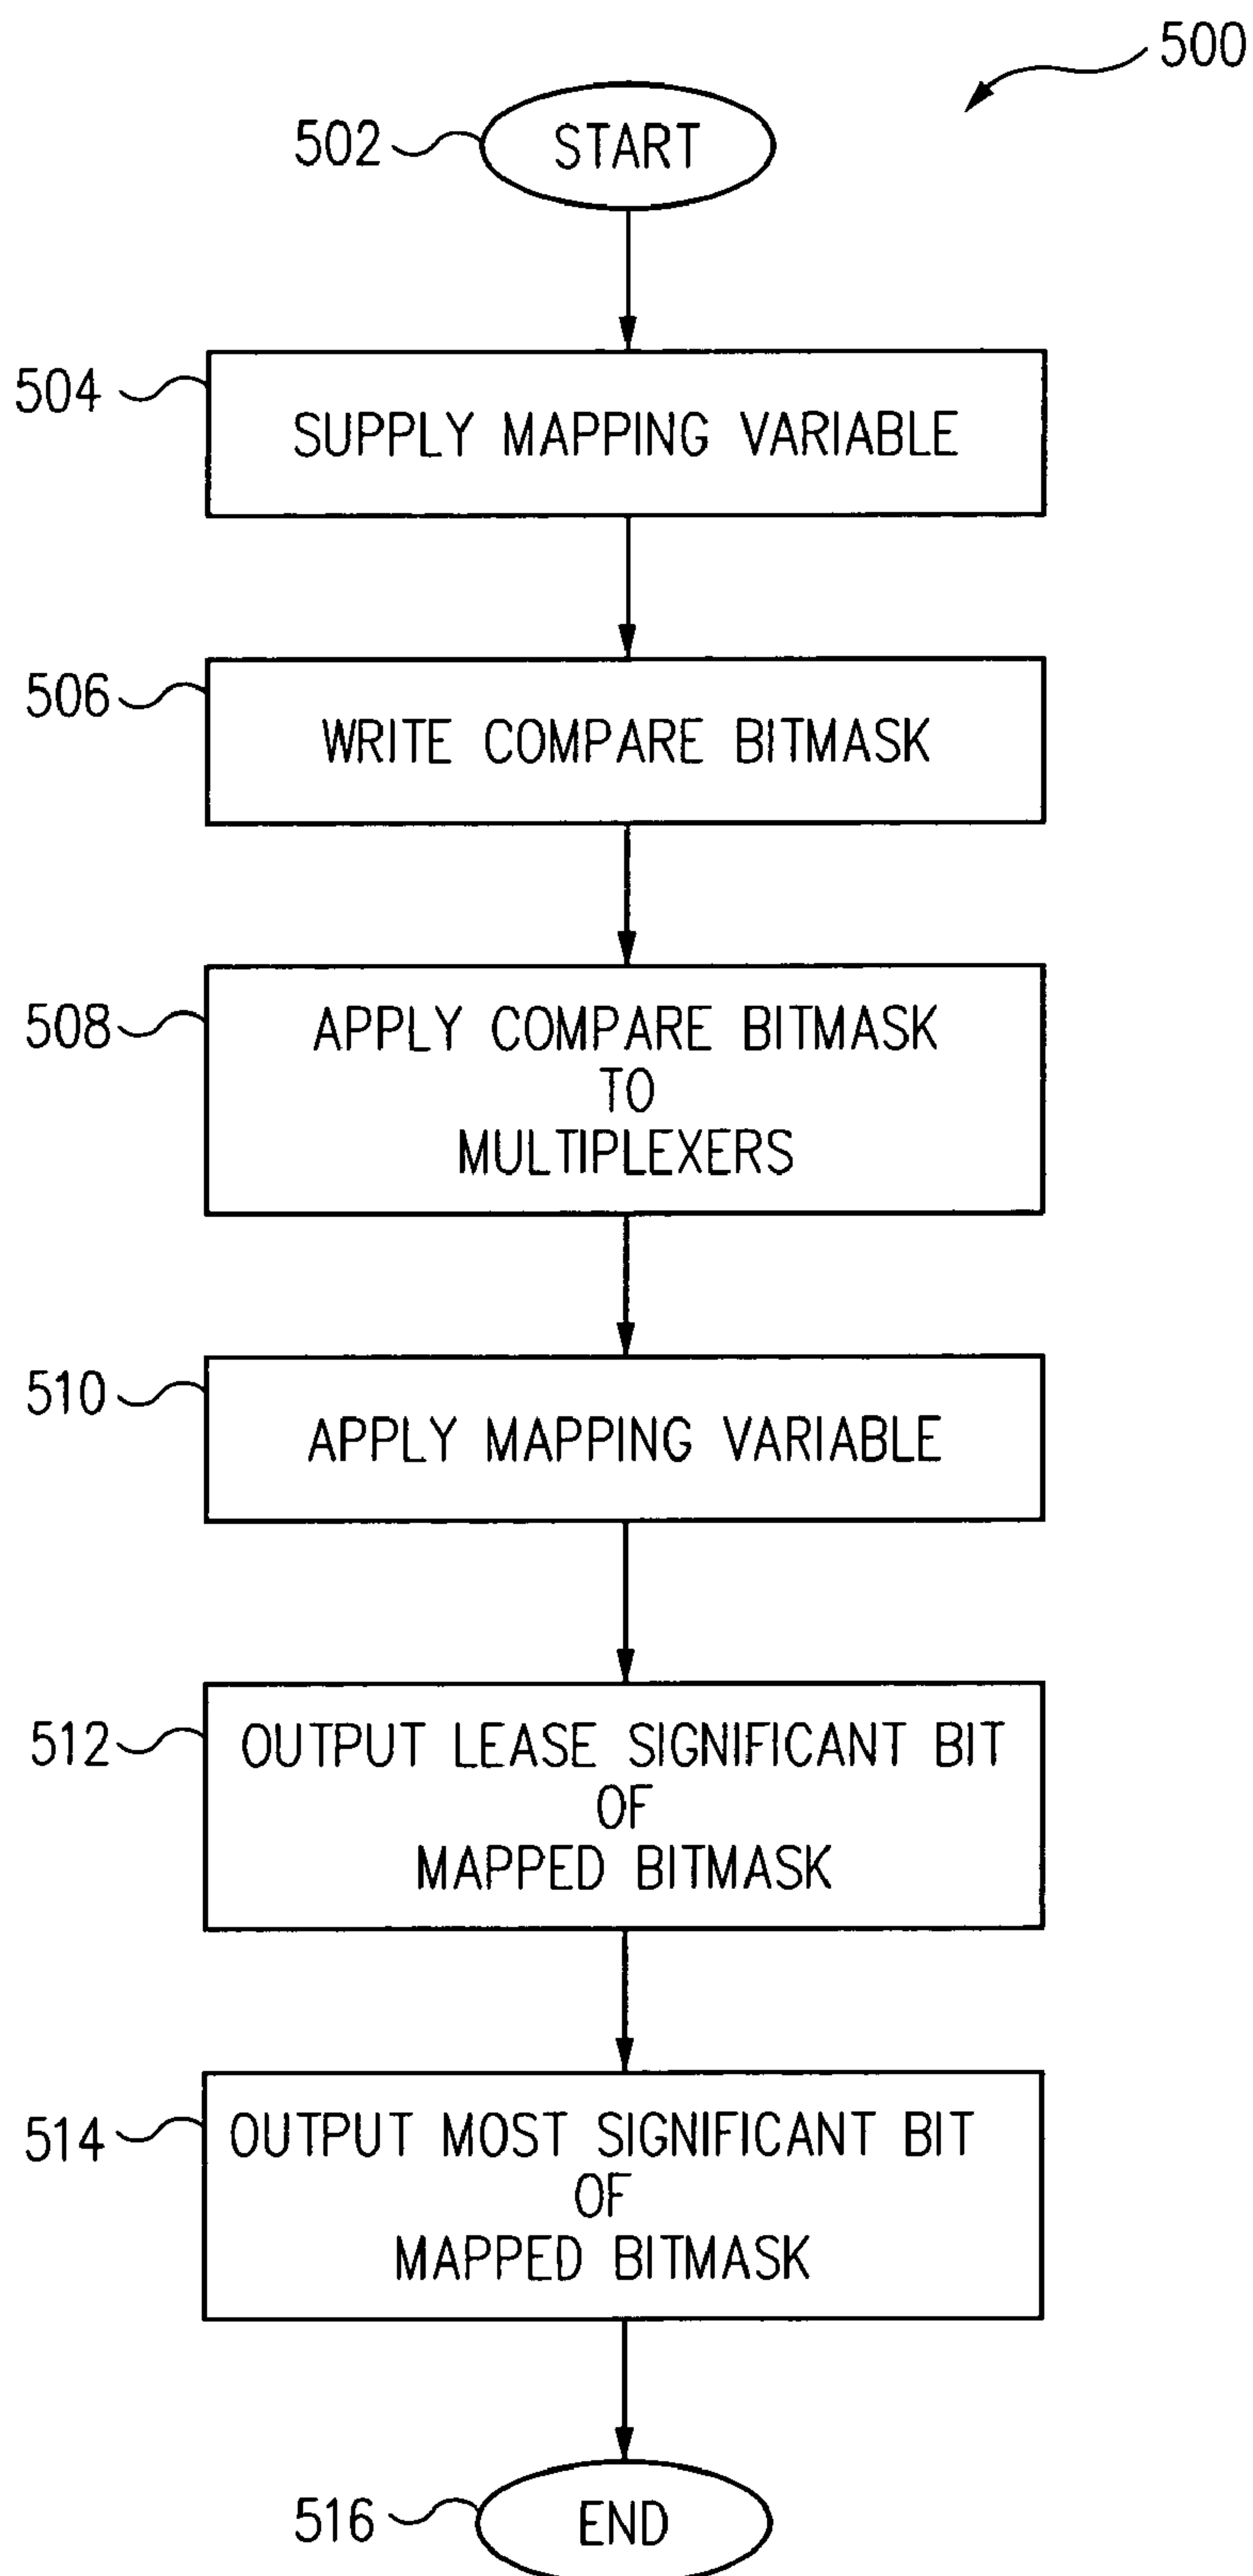 500
502
START
504
SUPPLY MAPPING VARIABLE
506
WRITE COMPARE BITMASK
508
APPLY COMPARE BITMASK
TO
MULTIPLEXERS
510
APPLY MAPPING VARIABLE
512
OUTPUT LEASE SIGNIFICANT BIT
OF
MAPPED BITMASK
514
OUTPUT MOST SIGNIFICANT BIT
OF
MAPPED BITMASK
516
END